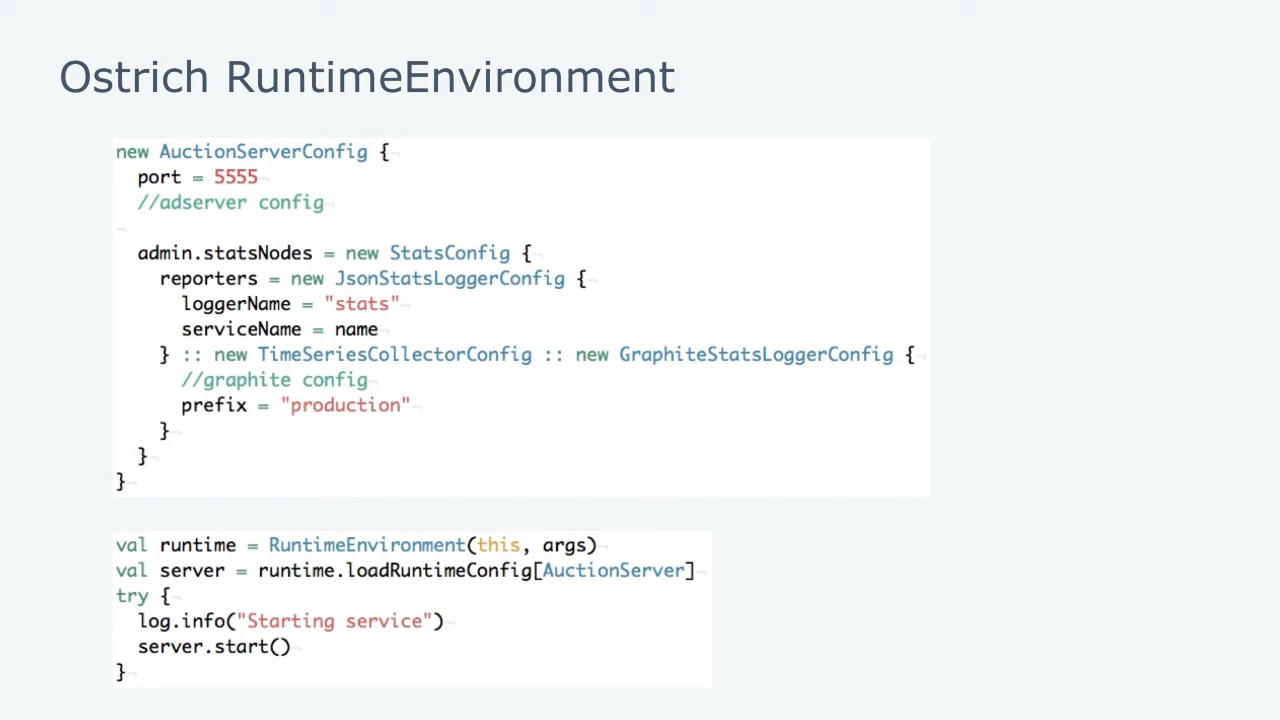 Ostrich RuntimeEnvironment
new AuctionServerConfig {
  port = 5555
  //adserver config

  admin.statsNodes = new StatsConfig {
    reporters = new JsonStatsLoggerConfig {
      loggerName = "stats"
      serviceName = name
    } :: new TimeSeriesCollectorConfig :: new GraphiteStatsLoggerConfig {
      //graphite config
      prefix = "production"
    }
  }
}
val runtime = RuntimeEnvironment(this, args)
val server = runtime.loadRuntimeConfig[AuctionServer]
try {
  log.info("Starting service")
  server.start()
}